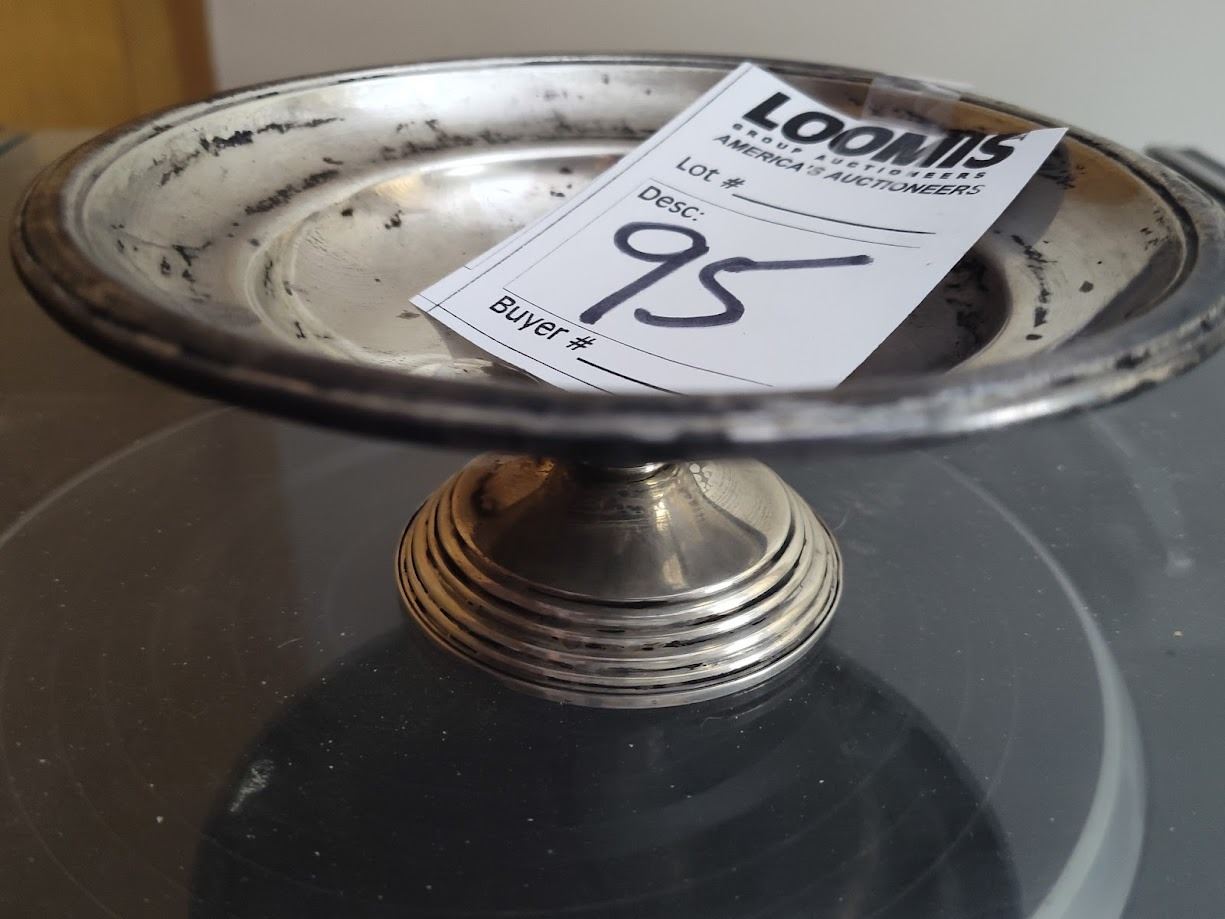 LOOMIS
GROUP AUCTIONEERS
AMERICA'S AUCTIONEERS
Lot #
Desc:
95
Buyer #